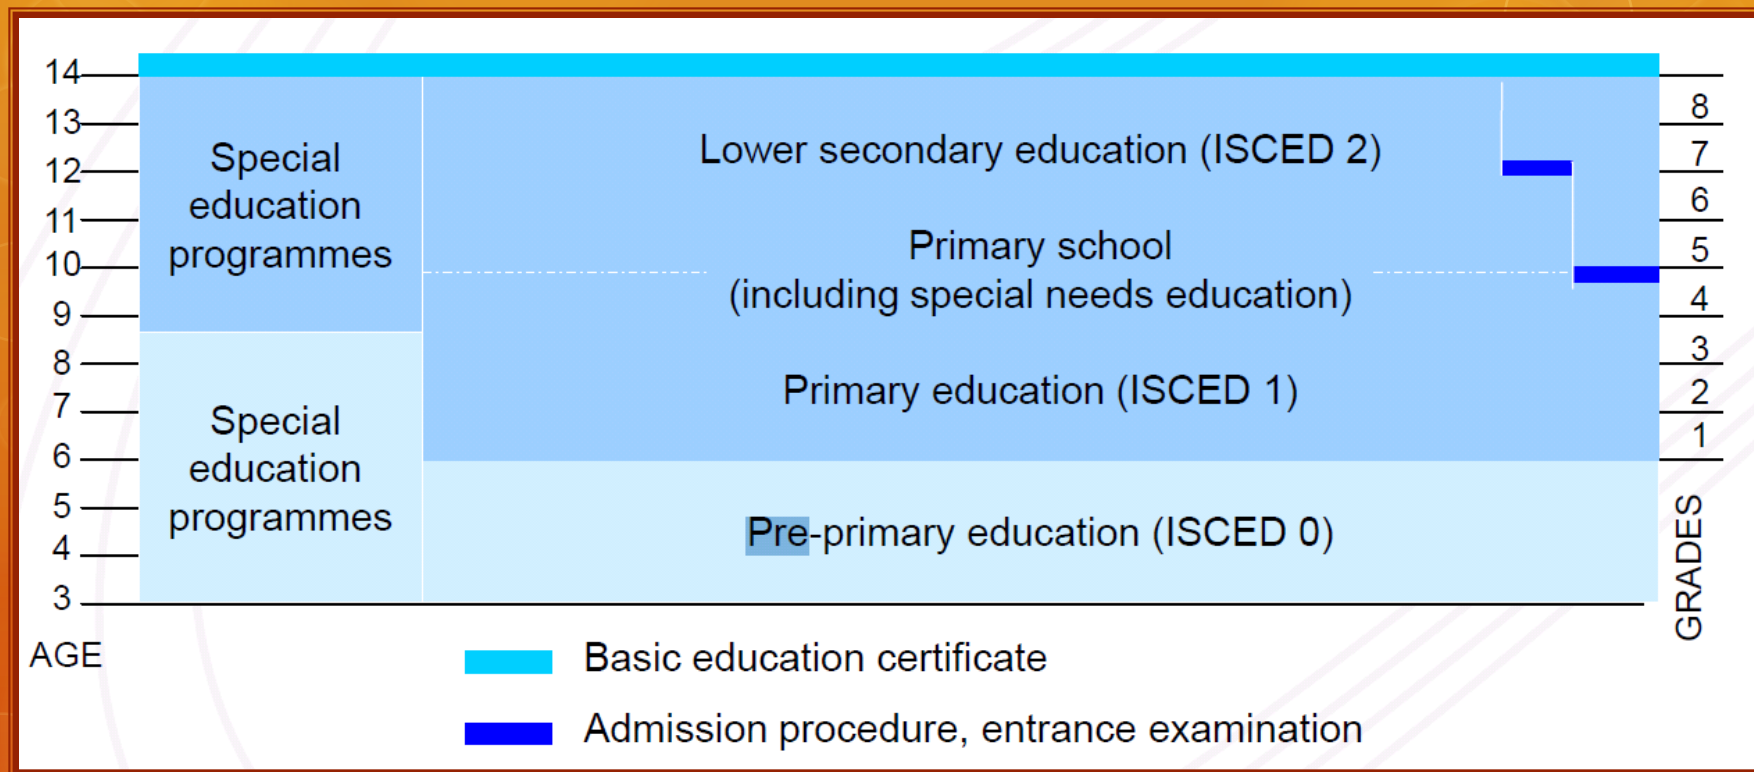 14
13
12
11
10
9
8
7
6
5
4
3
AGE
Special
education
programmes
Special
education
programmes
Lower secondary education (ISCED 2)
Primary school
(including special needs education)
Primary education (ISCED 1)
Pre-primary education (ISCED 0)
8
7
6
5
4
3
2
1
GRADES
Basic education certificate
Admission procedure, entrance examination